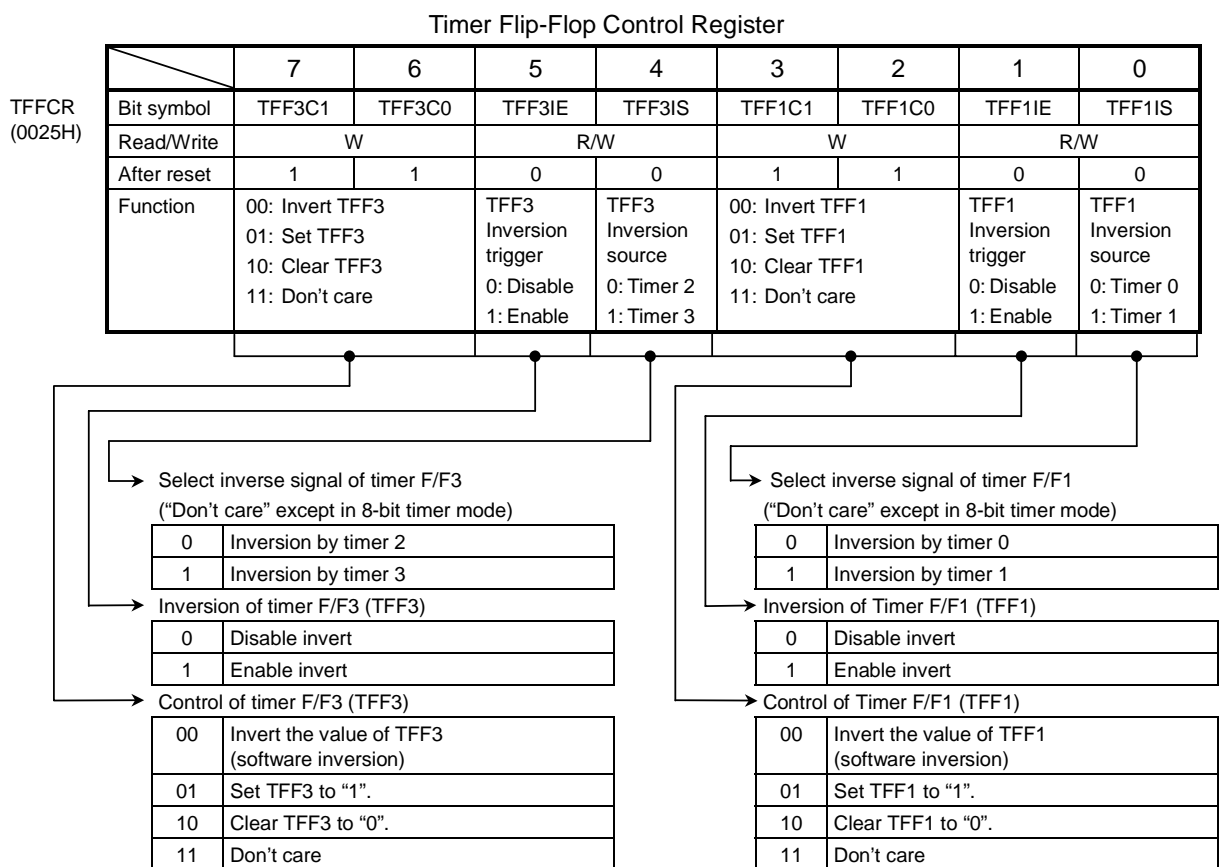 Timer Flip-Flop Control Register
7 6 5 4 3 2 1 0
TFFCR
(0025H)
Bit symbol TFF3C1 TFF3C0 TFF3IE TFF3IS TFF1C1 TFF1C0 TFF1IE TFF1IS
Read/Write W R/W W R/W
After reset 1 1 0 0 1 1 0 0
Function
00: Invert TFF3
01: Set TFF3
10: Clear TFF3
11: Don't care
TFF3
Inversion
trigger
0: Disable
1: Enable
TFF3
Inversion
source
0: Timer 2
1: Timer 3
00: Invert TFF1
01: Set TFF1
10: Clear TFF1
11: Don't care
TFF1
Inversion
trigger
0: Disable
1: Enable
TFF1
Inversion
source
0: Timer 0
1: Timer 1
Select inverse signal of timer F/F3
(“Don't care” except in 8-bit timer mode)
0 Inversion by timer 2
1 Inversion by timer 3
Inversion of timer F/F3 (TFF3)
0 Disable invert
1 Enable invert
Control of timer F/F3 (TFF3)
00 Invert the value of TFF3
(software inversion)
01 Set TFF3 to “1”.
10 Clear TFF3 to “0”.
11 Don't care
Select inverse signal of timer F/F1
(“Don't care” except in 8-bit timer mode)
0 Inversion by timer 0
1 Inversion by timer 1
Inversion of Timer F/F1 (TFF1)
0 Disable invert
1 Enable invert
Control of Timer F/F1 (TFF1)
00 Invert the value of TFF1
(software inversion)
01 Set TFF1 to “1”.
10 Clear TFF1 to “0”.
11 Don't care